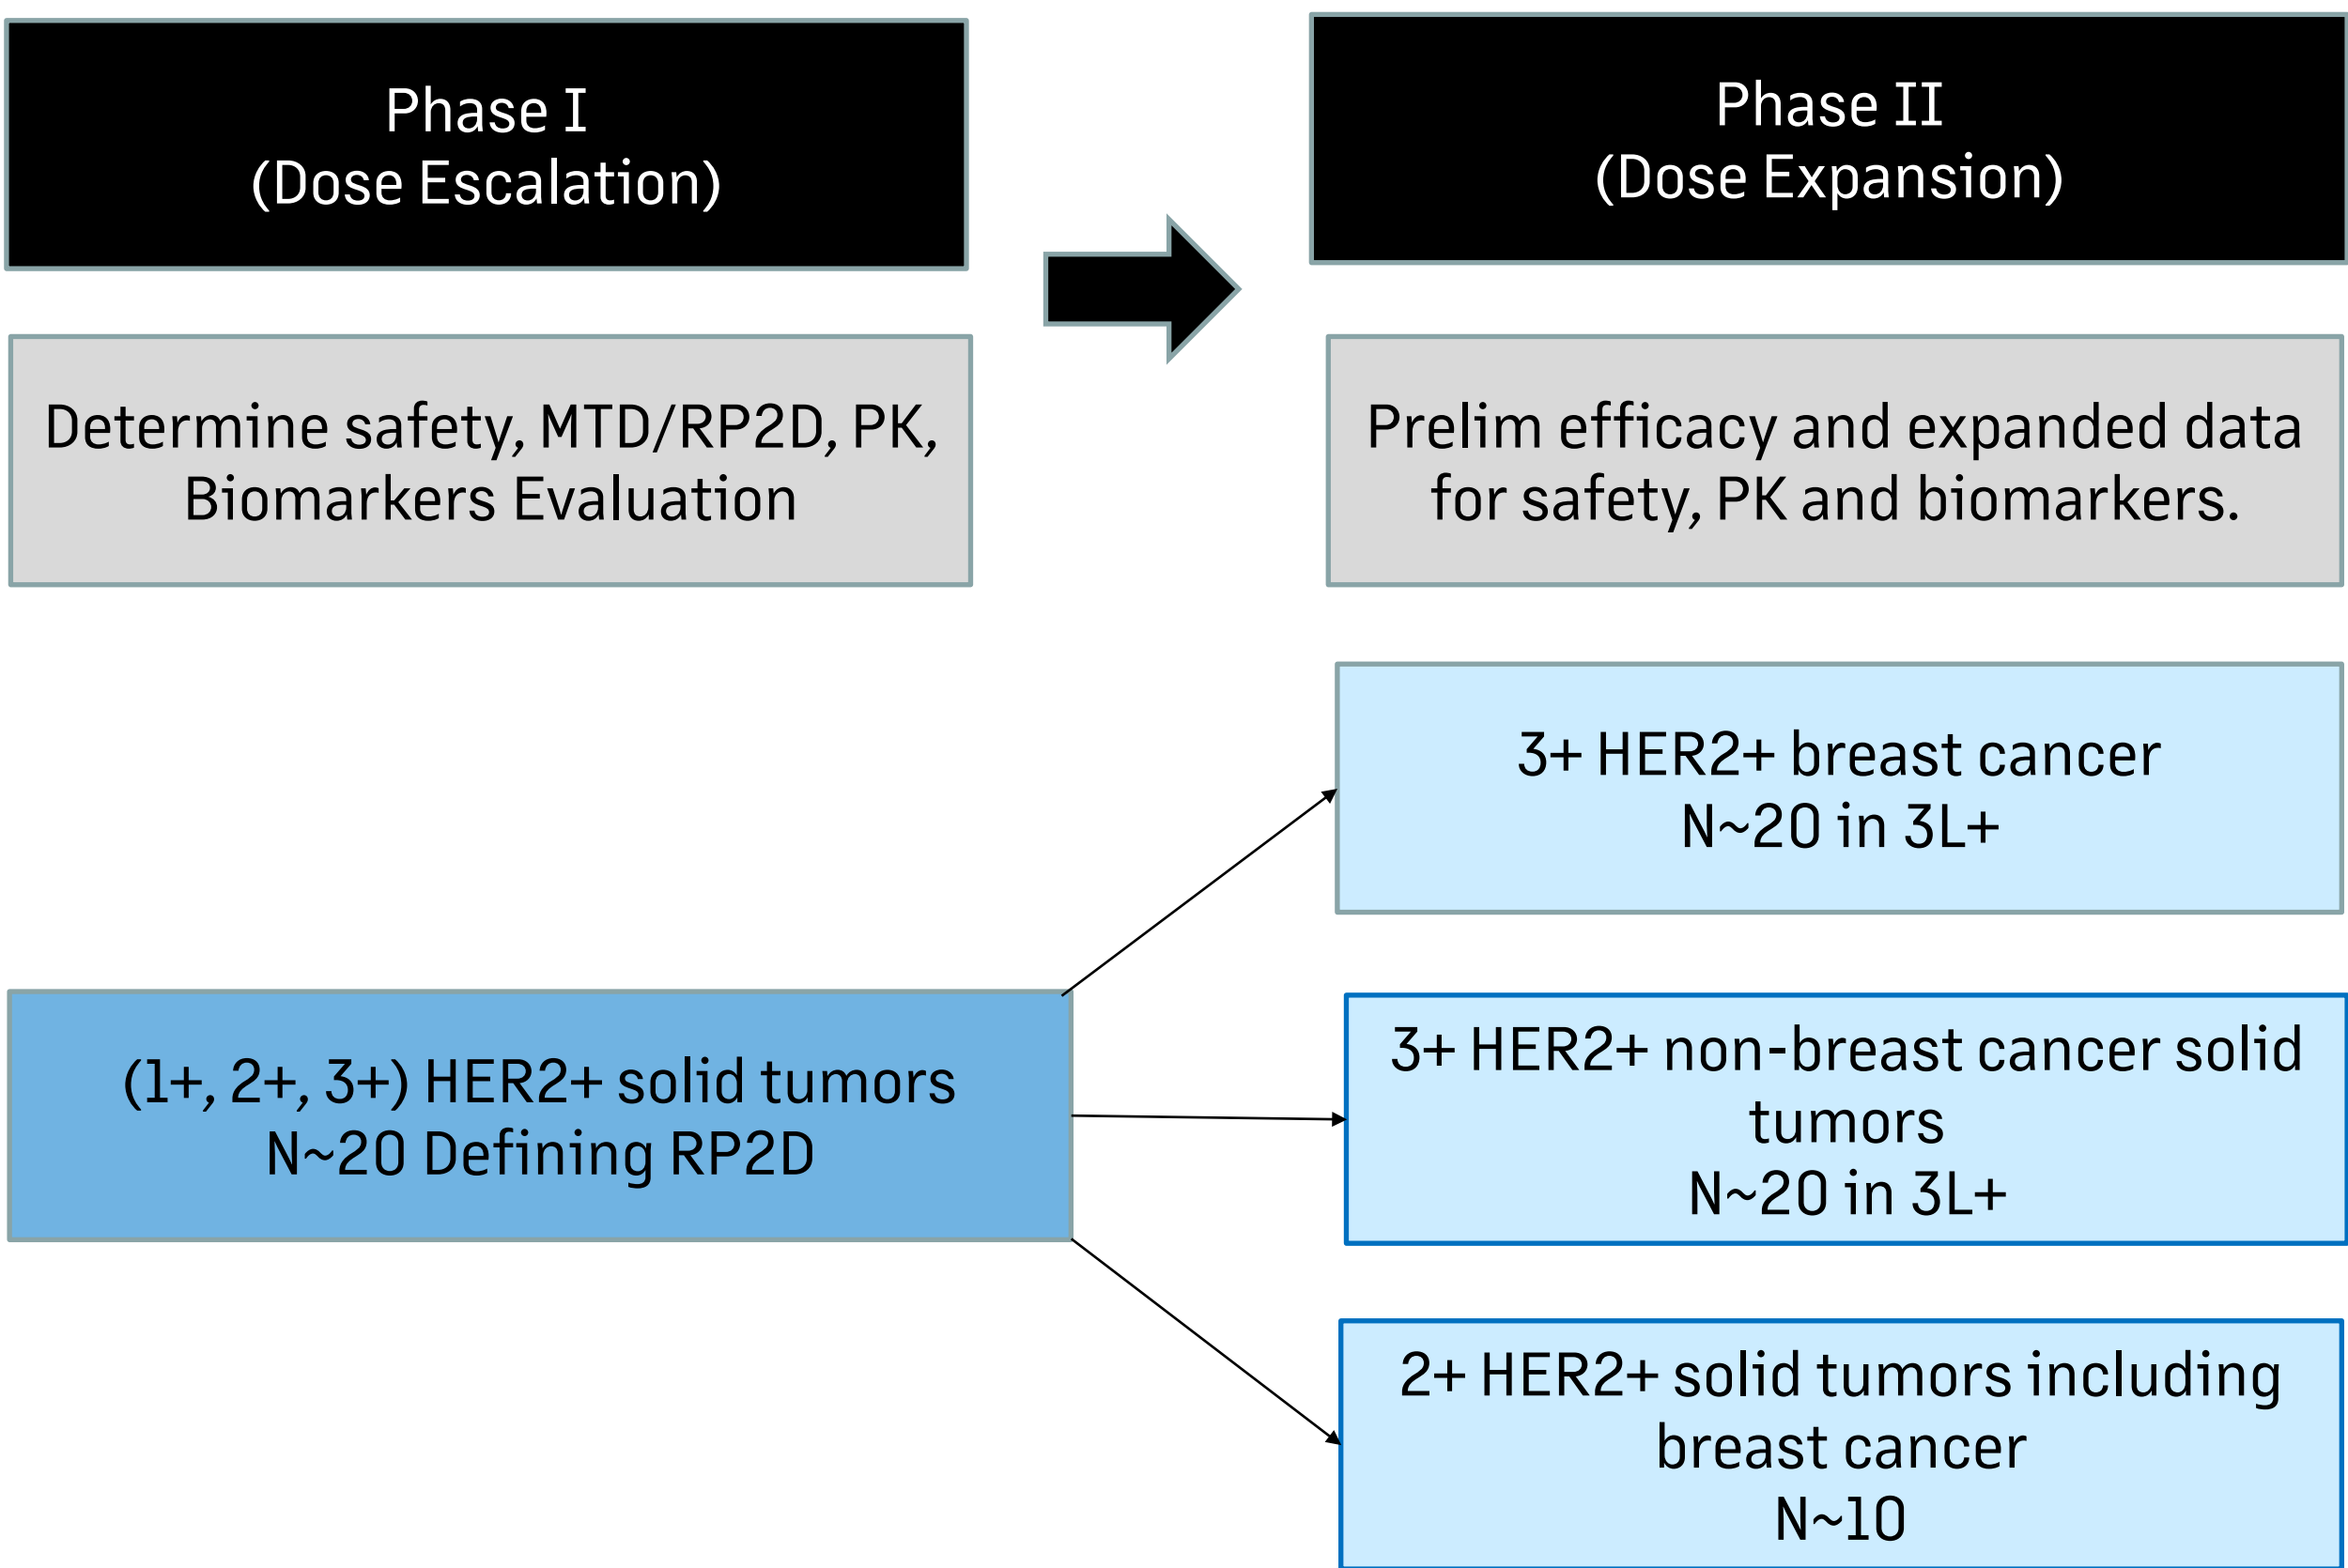 Phase I
(Dose Escalation)
Phase II
(Dose Expansion)
Determine safety, MTD/RP2D, PK,
Biomarkers Evaluation
Prelim efficacy and expanded data
for safety, PK and biomarkers.
3+ HER2+ breast cancer
N~20 in 3L+
(1+, 2+, 3+) HER2+ solid tumors
N~20 Defining RP2D
3+ HER2+ non-breast cancer solid
tumors
N~20 in 3L+
2+ HER2+ solid tumors including
breast cancer
N~10